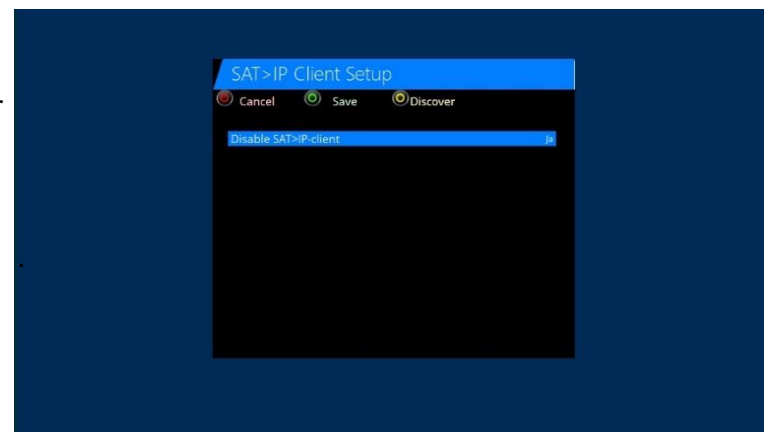 SAT>IP Client Setup
Cancel Save Discover
Disable SAT>IP-client Ja